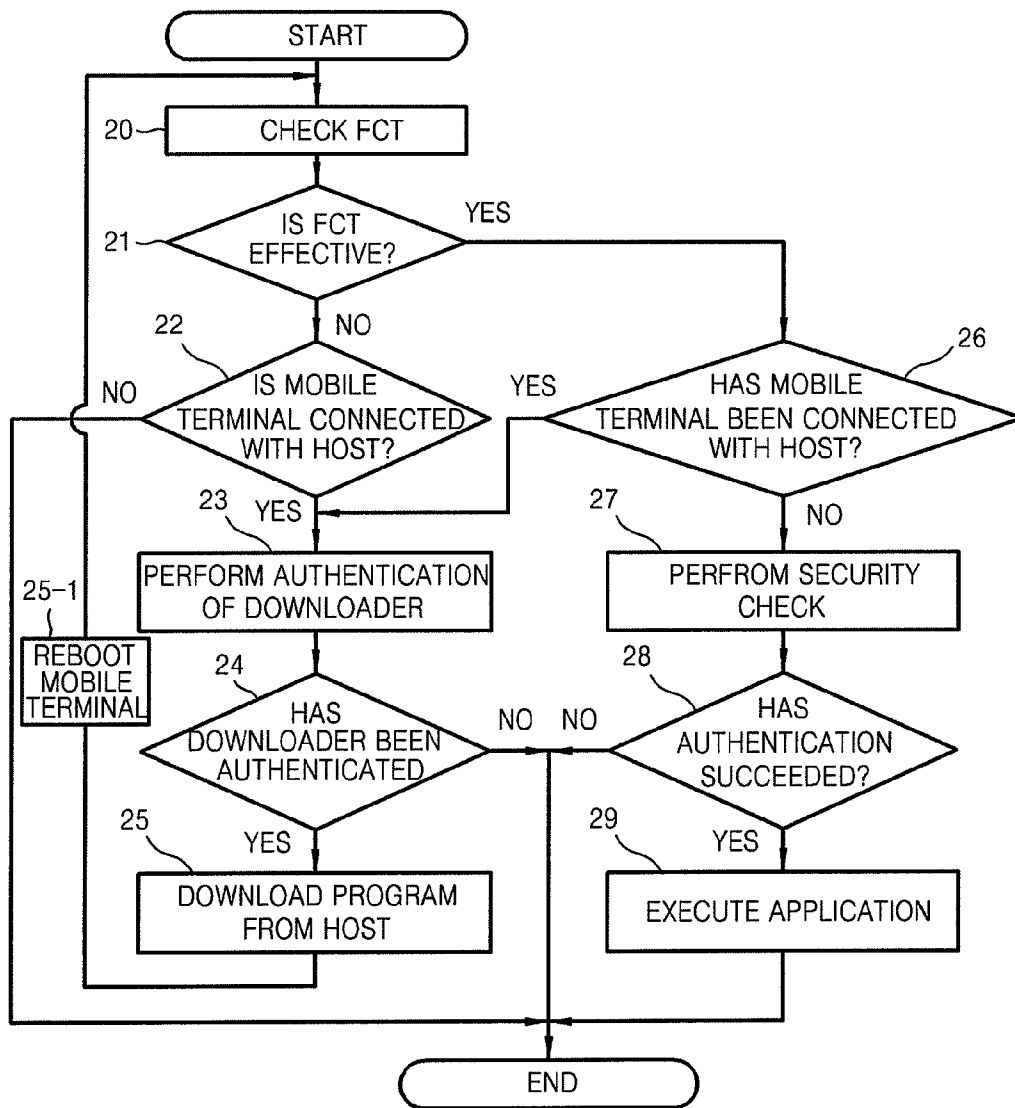 START
20
CHECK FCT
21
IS FCT
EFFECTIVE?
YES
NO
22
NO
IS MOBILE
TERMINAL CONNECTED
WITH HOST?
YES
26
YES
HAS MOBILE
TERMINAL BEEN CONNECTED
WITH HOST?
NO
23
PERFORM AUTHENTICATION
OF DOWNLOADER
27
PERFROM SECURITY
CHECK
25-1
REBOOT
MOBILE
TERMINAL
24
HAS
DOWNLOADER BEEN
AUTHENTICATED
NO
YES
28
NO
HAS
AUTHENTICATION
SUCCEEDED?
YES
25
DOWNLOAD PROGRAM
FROM HOST
29
EXECUTE APPLICATION
END